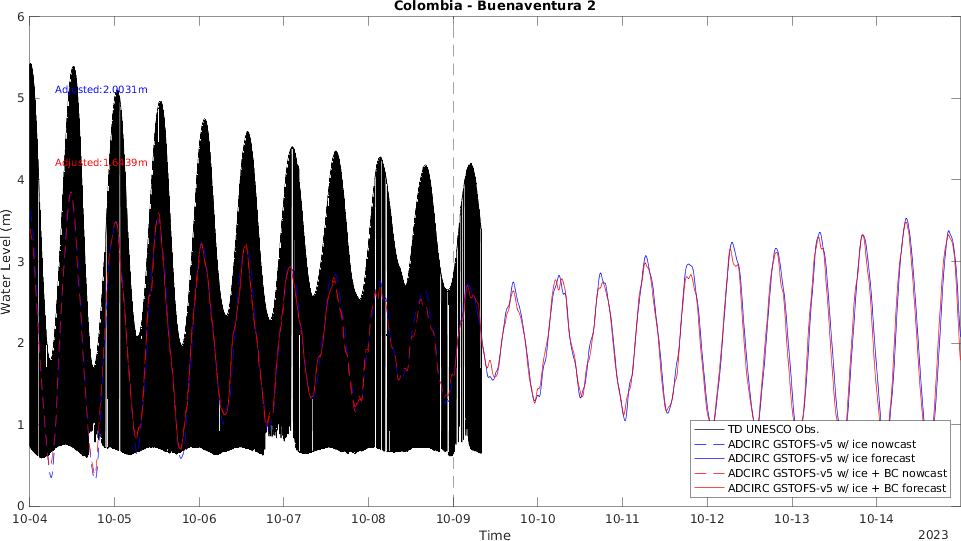 Colombia - Buenaventura 2
6
5
4
3
2
1
0
Water Level (m)
Adjusted:2.0031m
Adjusted:1.6439m
TD UNESCO Obs.
ADCIRC GSTOFS-v5 w/ ice nowcast
ADCIRC GSTOFS-v5 w/ ice forecast
ADCIRC GSTOFS-v5 w/ ice + BC nowcast
ADCIRC GSTOFS-v5 w/ ice + BC forecast
10-04 10-05 10-06 10-07 10-08 10-09 10-10 10-11 10-12 10-13 10-14
Time
2023